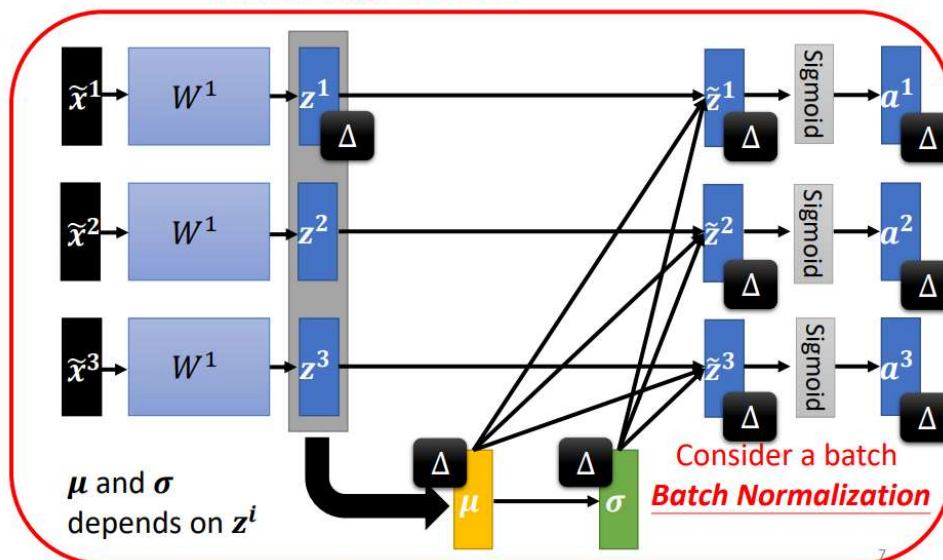 x̃¹ W¹ z¹ Δ z̃¹ Δ Sigmoid a¹ Δ
x̃² W¹ z² z̃² Δ Sigmoid a² Δ
x̃³ W¹ z³ z̃³ Δ Sigmoid a³ Δ
Δ μ Δ σ
μ and σ
depends on zⁱ
Consider a batch
Batch Normalization
7